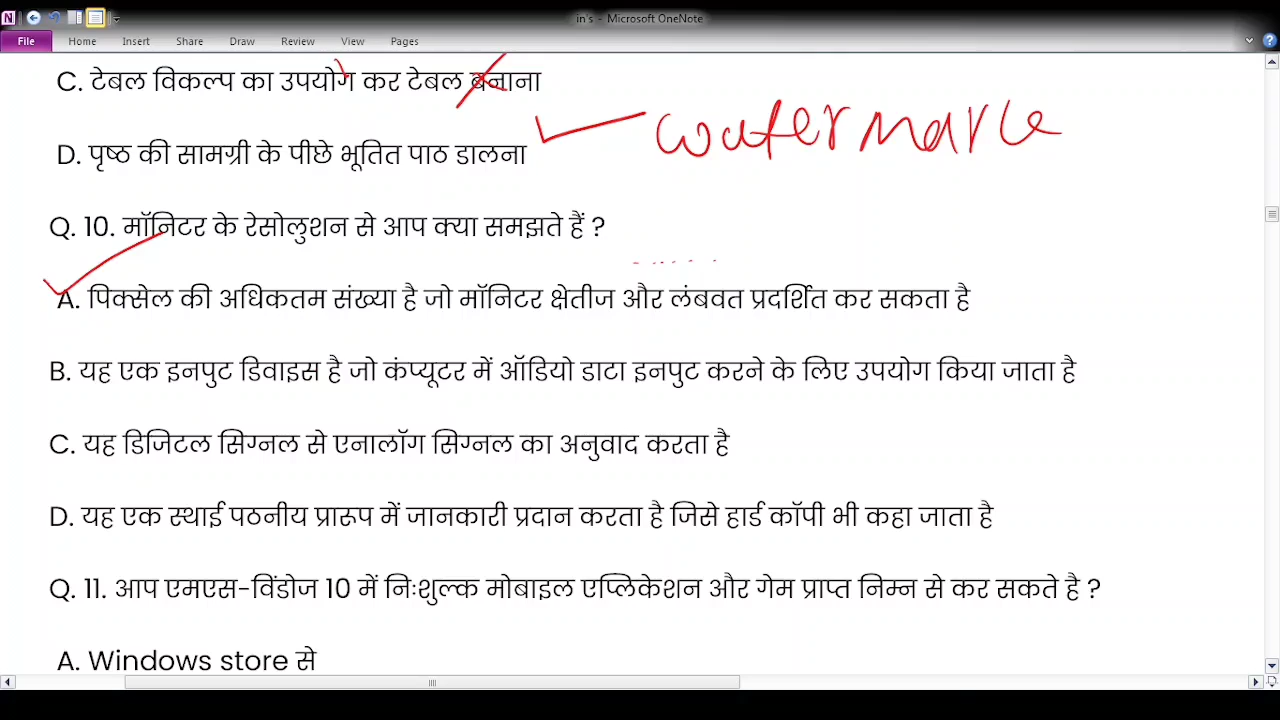 in s - Microsoft OneNote
File Home Insert Share Draw Review View Pages
C. टेबल विकल्प का उपयोग कर टेबल बनाना
watermark
D. पृष्ठ की सामग्री के पीछे भूतित पाठ डालना
Q. 10. मॉनिटर के रेसोलुशन से आप क्या समझते हैं ?
A. पिक्सेल की अधिकतम संख्या है जो मॉनिटर क्षेतीज और लंबवत प्रदर्शित कर सकता है
B. यह एक इनपुट डिवाइस है जो कंप्यूटर में ऑडियो डाटा इनपुट करने के लिए उपयोग किया जाता है
C. यह डिजिटल सिग्नल से एनालॉग सिग्नल का अनुवाद करता है
D. यह एक स्थाई पठनीय प्रारूप में जानकारी प्रदान करता है जिसे हार्ड कॉपी भी कहा जाता है
Q. 11. आप एमएस-विंडोज 10 में निःशुल्क मोबाइल एप्लिकेशन और गेम प्राप्त निम्न से कर सकते है ?
A. Windows store से